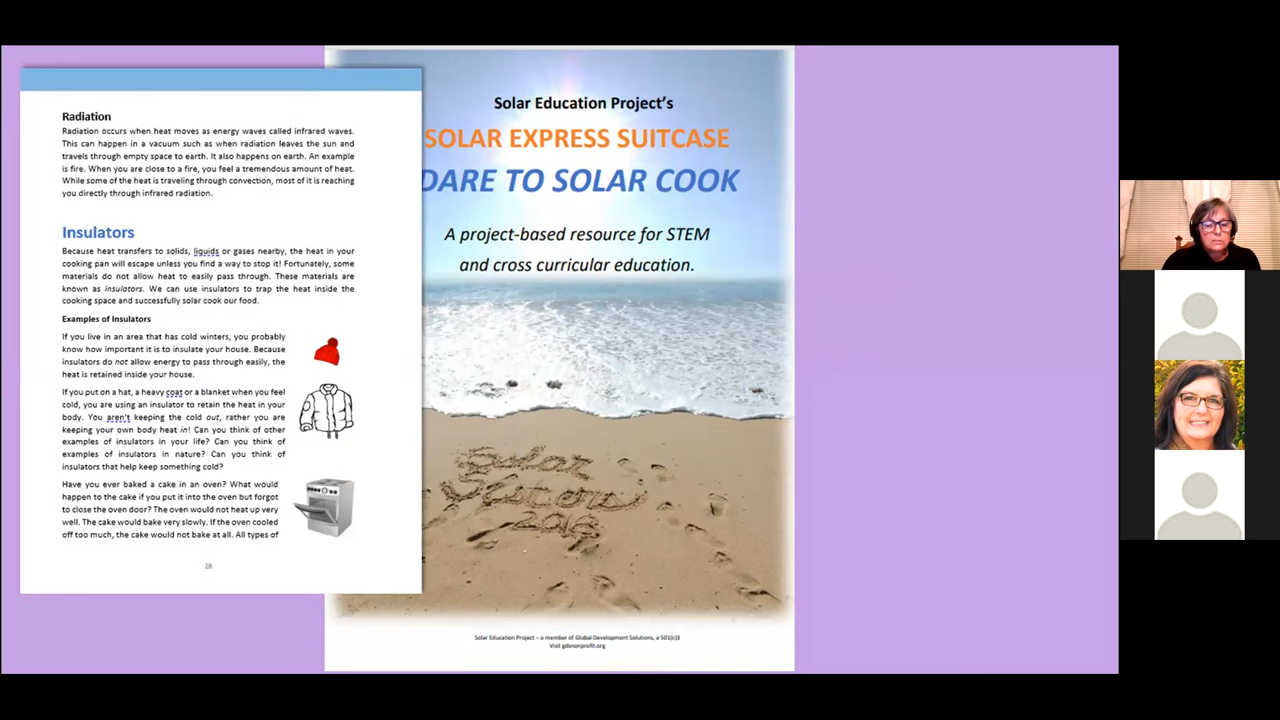 Radiation
Radiation occurs when heat moves as energy waves called infrared waves.
This can happen in a vacuum such as when radiation leaves the sun and
travels through empty space to earth. It also happens on earth. An example
is fire. When you are close to a fire, you feel a tremendous amount of heat.
While some of the heat is traveling through convection, most of it is reaching
you directly through infrared radiation.
Insulators
Because heat transfers to solids, liquids or gases nearby, the heat in your
cooking pan will escape unless you find a way to stop it! Fortunately, some
materials do not allow heat to easily pass through. These materials are
known as insulators. We can use insulators to trap the heat inside the
cooking space and successfully solar cook our food.
Examples of Insulators
If you live in an area that has cold winters, you probably
know how important it is to insulate your house. Because
insulators do not allow energy to pass through easily, the
heat is retained inside your house.
If you put on a hat, a heavy coat or a blanket when you feel
cold, you are using an insulator to retain the heat in your
body. You aren't keeping the cold out, rather you are
keeping your own body heat in! Can you think of other
examples of insulators in your life? Can you think of
examples of insulators in nature? Can you think of
insulators that help keep something cold?
Have you ever baked a cake in an oven? What would
happen to the cake if you put it into the oven but forgot
to close the oven door? The oven would not heat up very
well. The cake would bake very slowly. If the oven cooled
off too much, the cake would not bake at all. All types of
28
Solar Education Project's
SOLAR EXPRESS SUITCASE
DARE TO SOLAR COOK
A project-based resource for STEM
and cross curricular education.
Solar
Sisters
Solar Education Project – a member of Global Development Solutions, a 501(c)3
Visit gdsnonprofit.org